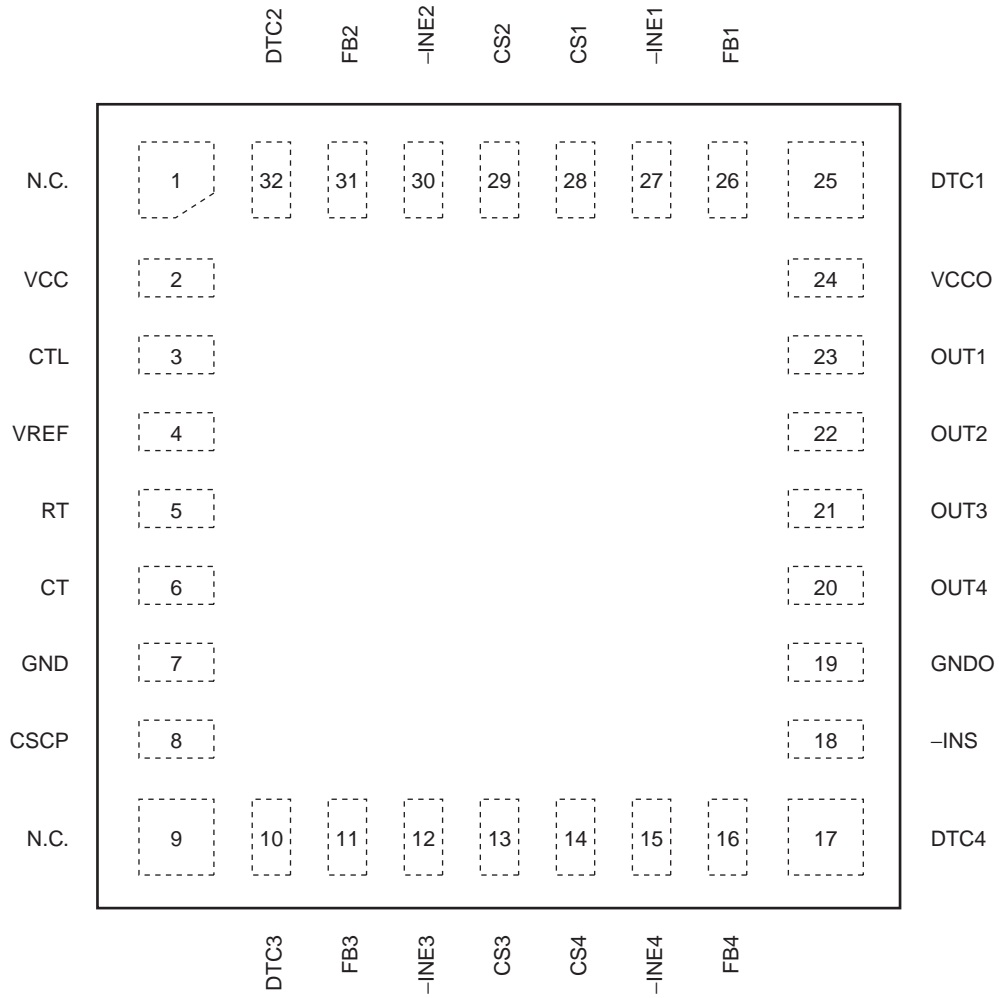 DTC2 FB2 –INE2 CS2 CS1 –INE1 FB1
N.C. 1 32 31 30 29 28 27 26 25 DTC1
VCC 2 24 VCCO
CTL 3 23 OUT1
VREF 4 22 OUT2
RT 5 21 OUT3
CT 6 20 OUT4
GND 7 19 GNDO
CSCP 8 18 –INS
N.C. 9 10 11 12 13 14 15 16 17 DTC4
DTC3 FB3 –INE3 CS3 CS4 –INE4 FB4